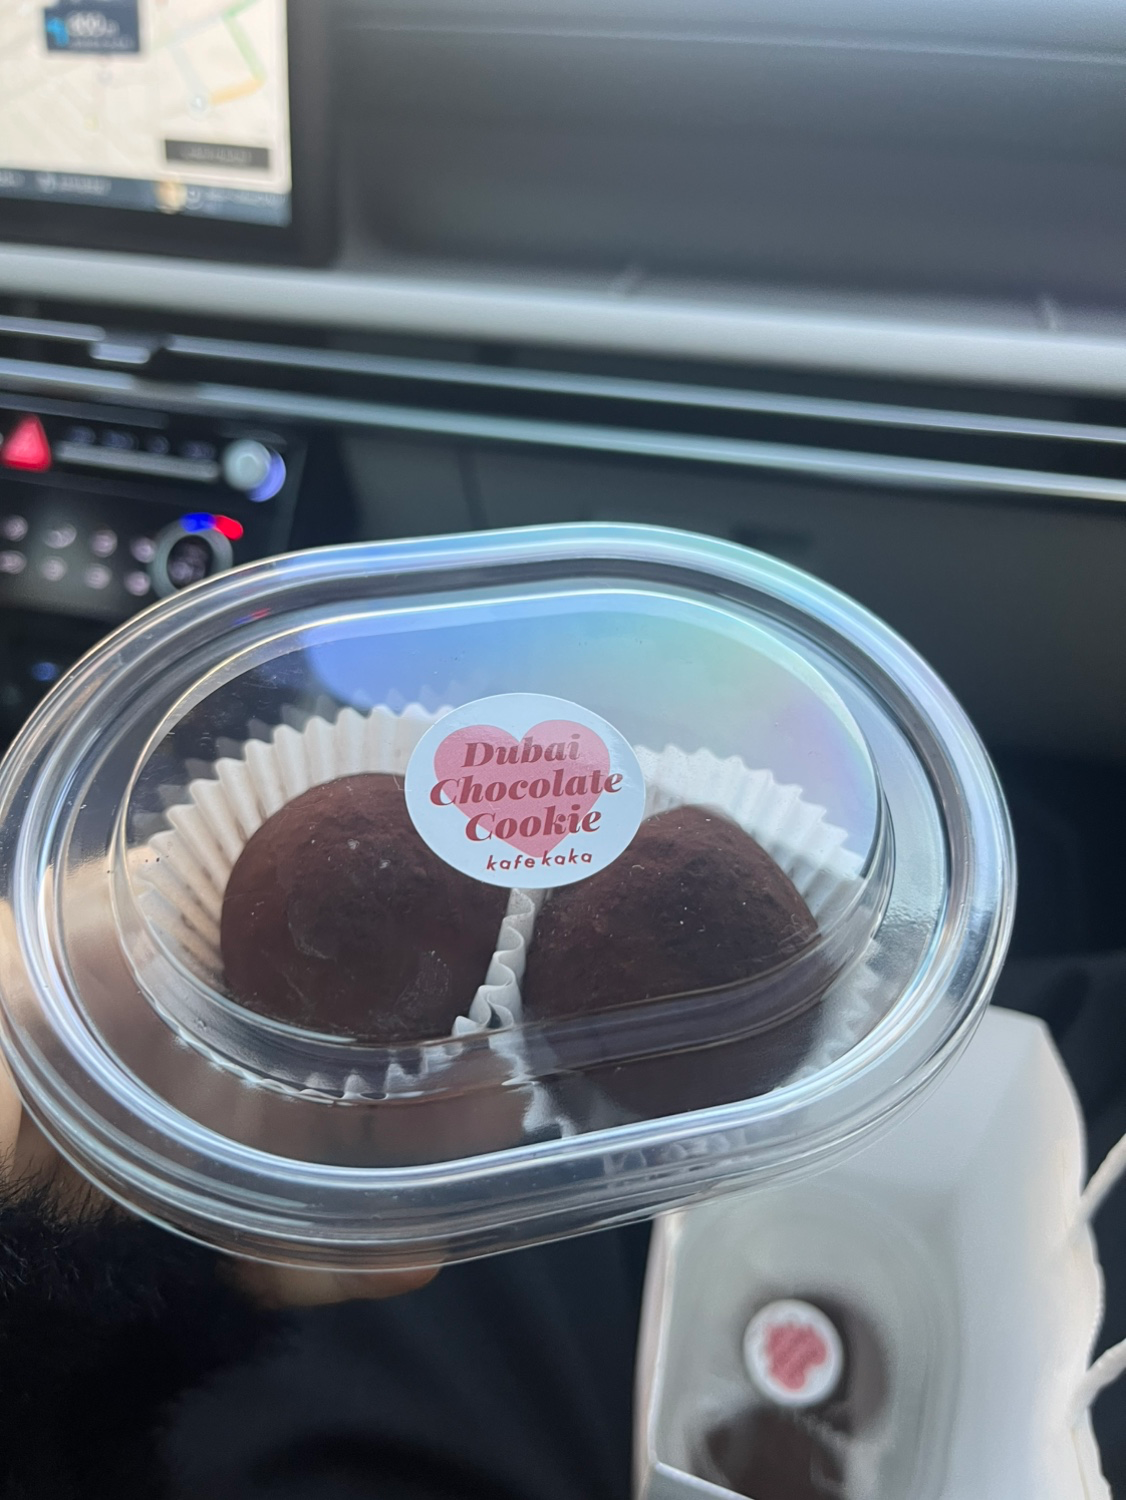 Dubai
Chocolate
Cookie
kafe kaka